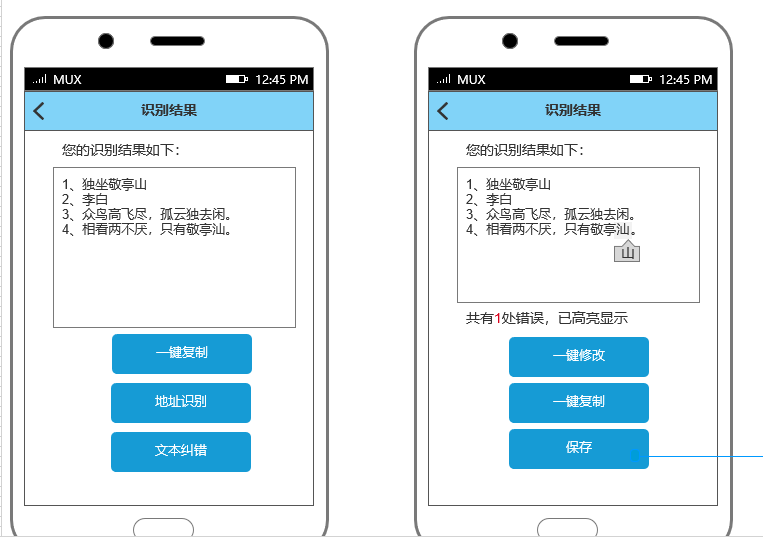 MUX 12:45 PM
识别结果
您的识别结果如下：
1、独坐敬亭山
2、李白
3、众鸟高飞尽，孤云独去闲。
4、相看两不厌，只有敬亭汕。
一键复制
地址识别
文本纠错
MUX 12:45 PM
识别结果
您的识别结果如下：
1、独坐敬亭山
2、李白
3、众鸟高飞尽，孤云独去闲。
4、相看两不厌，只有敬亭汕。
山
共有1处错误，已高亮显示
一键修改
一键复制
保存